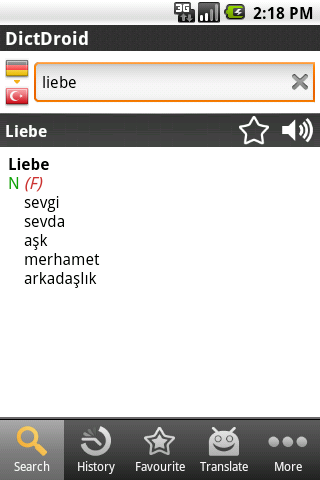 3G 2:18 PM
DictDroid
liebe
Liebe
Liebe
N (F)
sevgi
sevda
aşk
merhamet
arkadaşlık
Search History Favourite Translate More